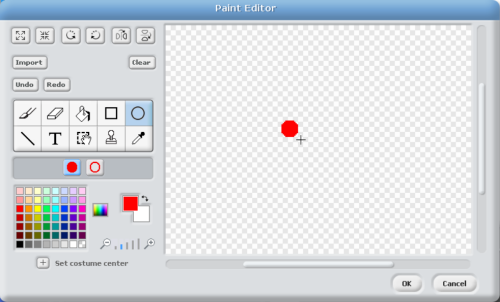 Paint Editor
Import
Clear
Undo
Redo
T
Set costume center
OK
Cancel